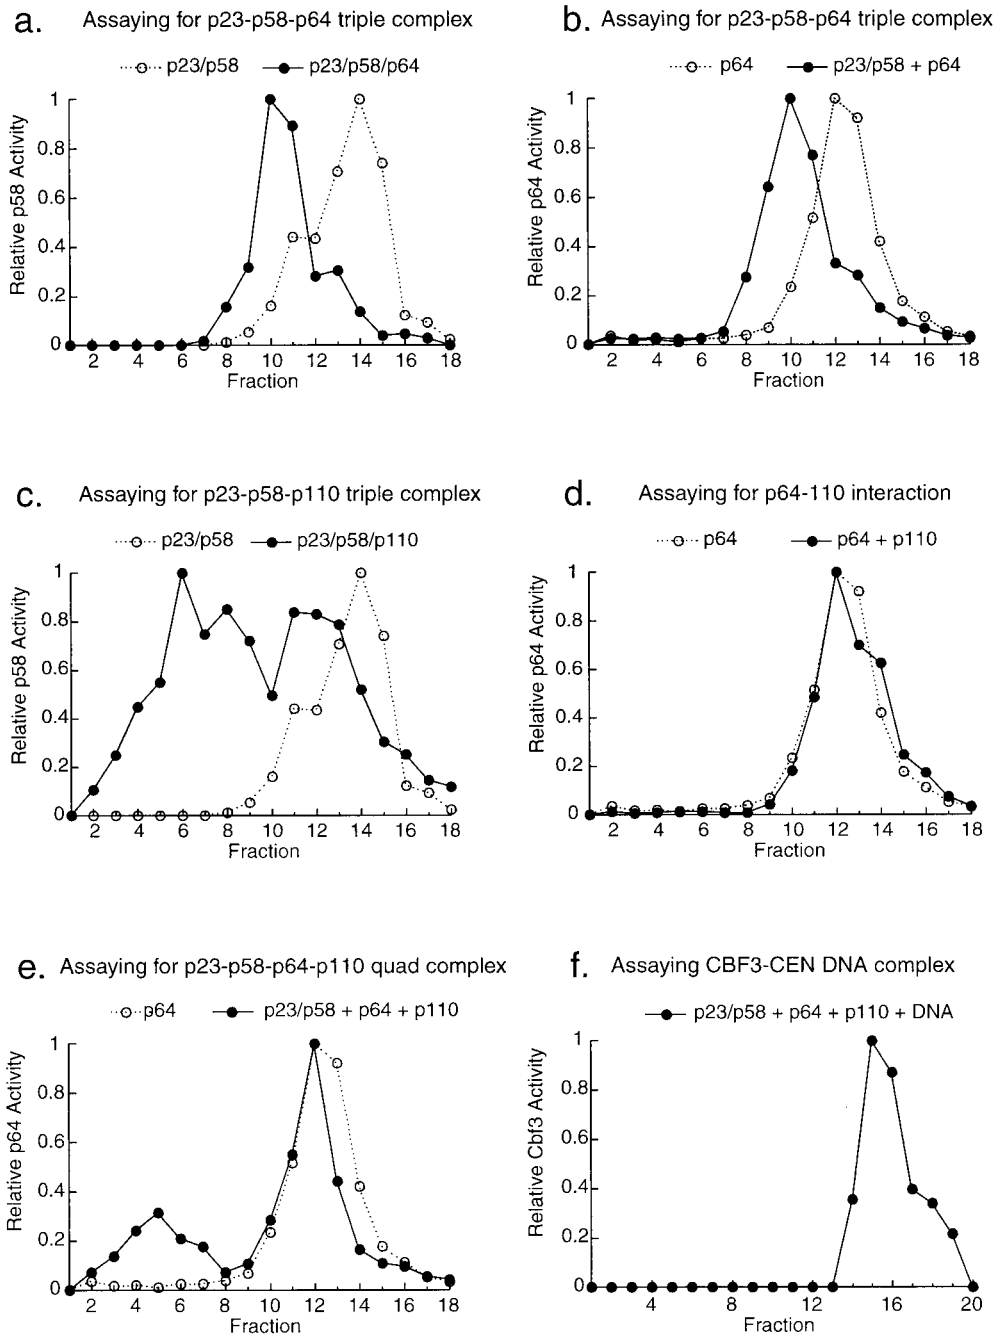 a. Assaying for p23-p58-p64 triple complex
p23/p58 p23/p58/p64
Relative p58 Activity
1
0.8
0.6
0.4
0.2
0
2 4 6 8 10 12 14 16 18
Fraction
b. Assaying for p23-p58-p64 triple complex
p64 p23/p58 + p64
Relative p64 Activity
1
0.8
0.6
0.4
0.2
0
2 4 6 8 10 12 14 16 18
Fraction
c. Assaying for p23-p58-p110 triple complex
p23/p58 p23/p58/p110
Relative p58 Activity
1
0.8
0.6
0.4
0.2
0
2 4 6 8 10 12 14 16 18
Fraction
d. Assaying for p64-110 interaction
p64 p64 + p110
Relative p64 Activity
1
0.8
0.6
0.4
0.2
0
2 4 6 8 10 12 14 16 18
Fraction
e. Assaying for p23-p58-p64-p110 quad complex
p64 p23/p58 + p64 + p110
Relative p64 Activity
1
0.8
0.6
0.4
0.2
0
2 4 6 8 10 12 14 16 18
Fraction
f. Assaying CBF3-CEN DNA complex
p23/p58 + p64 + p110 + DNA
Relative Cbf3 Activity
1
0.8
0.6
0.4
0.2
0
4 8 12 16 20
Fraction